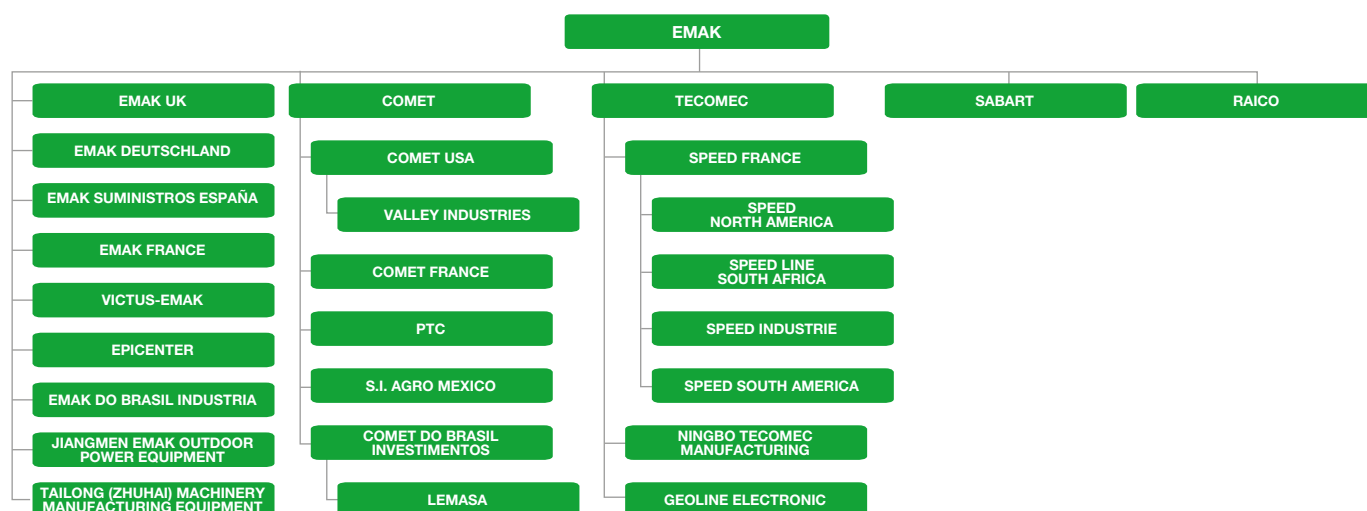 EMAK
EMAK UK
EMAK DEUTSCHLAND
EMAK SUMINISTROS ESPAÑA
EMAK FRANCE
VICTUS-EMAK
EPICENTER
EMAK DO BRASIL INDUSTRIA
JIANGMEN EMAK OUTDOOR
POWER EQUIPMENT
TAILONG (ZHUHAI) MACHINERY
MANUFACTURING EQUIPMENT
COMET
COMET USA
VALLEY INDUSTRIES
COMET FRANCE
PTC
S.I. AGRO MEXICO
COMET DO BRASIL
INVESTIMENTOS
LEMASA
TECOMEC
SPEED FRANCE
SPEED
NORTH AMERICA
SPEED LINE
SOUTH AFRICA
SPEED INDUSTRIE
SPEED SOUTH AMERICA
NINGBO TECOMEC
MANUFACTURING
GEOLINE ELECTRONIC
SABART
RAICO